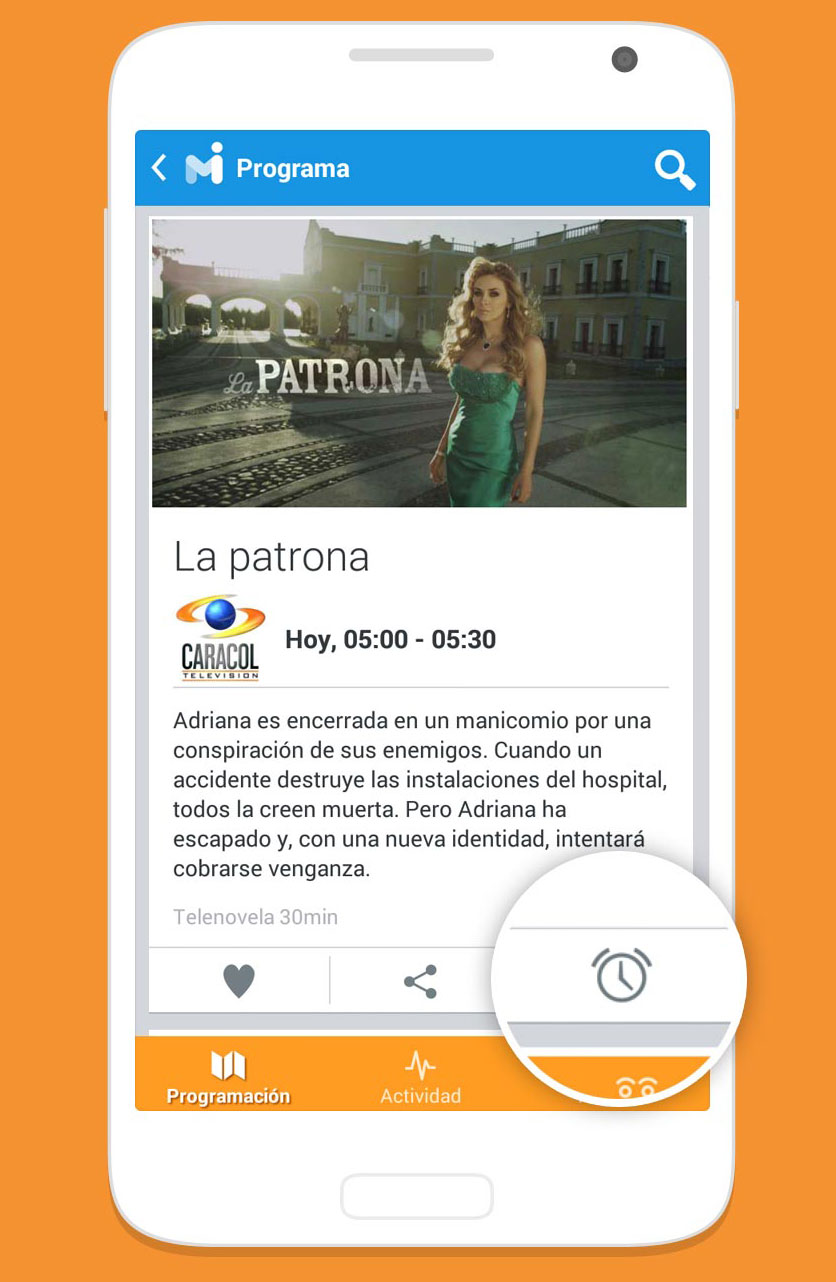 Programa
La PATRONA
La patrona
CARACOL
TELEVISION
Hoy, 05:00 - 05:30
Adriana es encerrada en un manicomio por una
conspiración de sus enemigos. Cuando un
accidente destruye las instalaciones del hospital,
todos la creen muerta. Pero Adriana ha
escapado y, con una nueva identidad, intentará
cobrarse venganza.
Telenovela 30min
Programación
Actividad